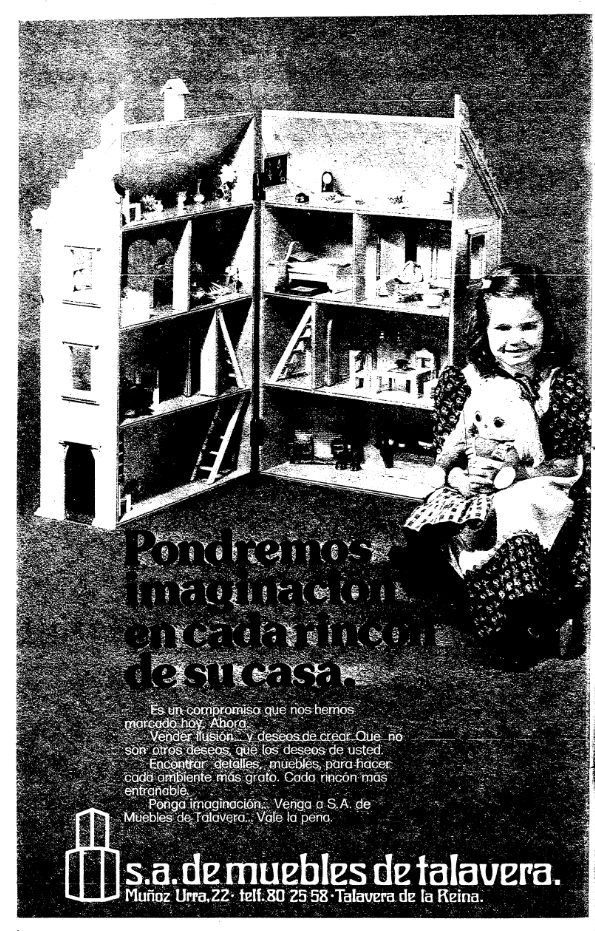 Pondremos
imaginación
en cada rincón
de su casa.
Es un compromiso que nos hemos
marcado hoy. Ahora.
Vender ilusión... y deseos de crear. Que no
son otros deseos, que los deseos de usted.
Encontrar detalles, muebles, para hacer
cada ambiente más grato. Cada rincón más
entrañable.
Ponga imaginación... Venga a S.A. de
Muebles de Talavera... Vale la pena.
s.a. de muebles de talavera.
Muñoz Urra, 22 · telf. 80 25 58 · Talavera de la Reina.